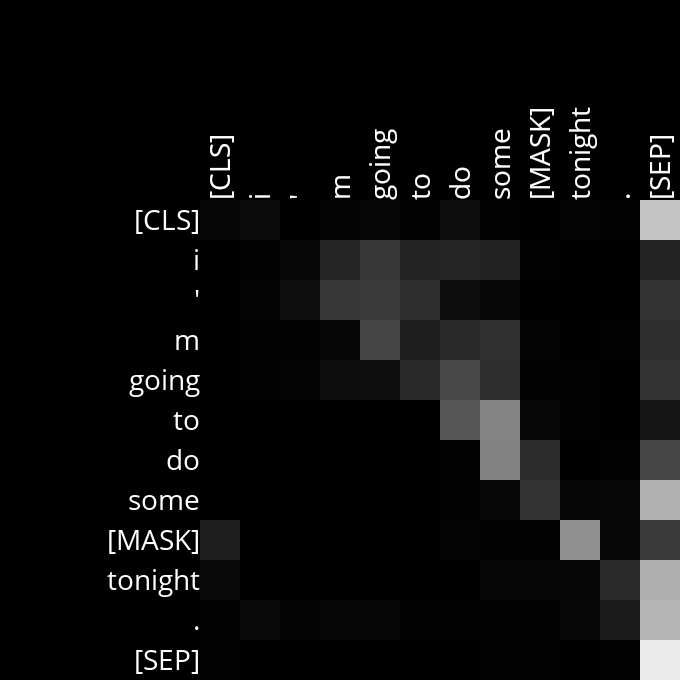 [CLS] i ' m going to do some [MASK] tonight . [SEP]
[CLS]
i
'
m
going
to
do
some
[MASK]
tonight
.
[SEP]